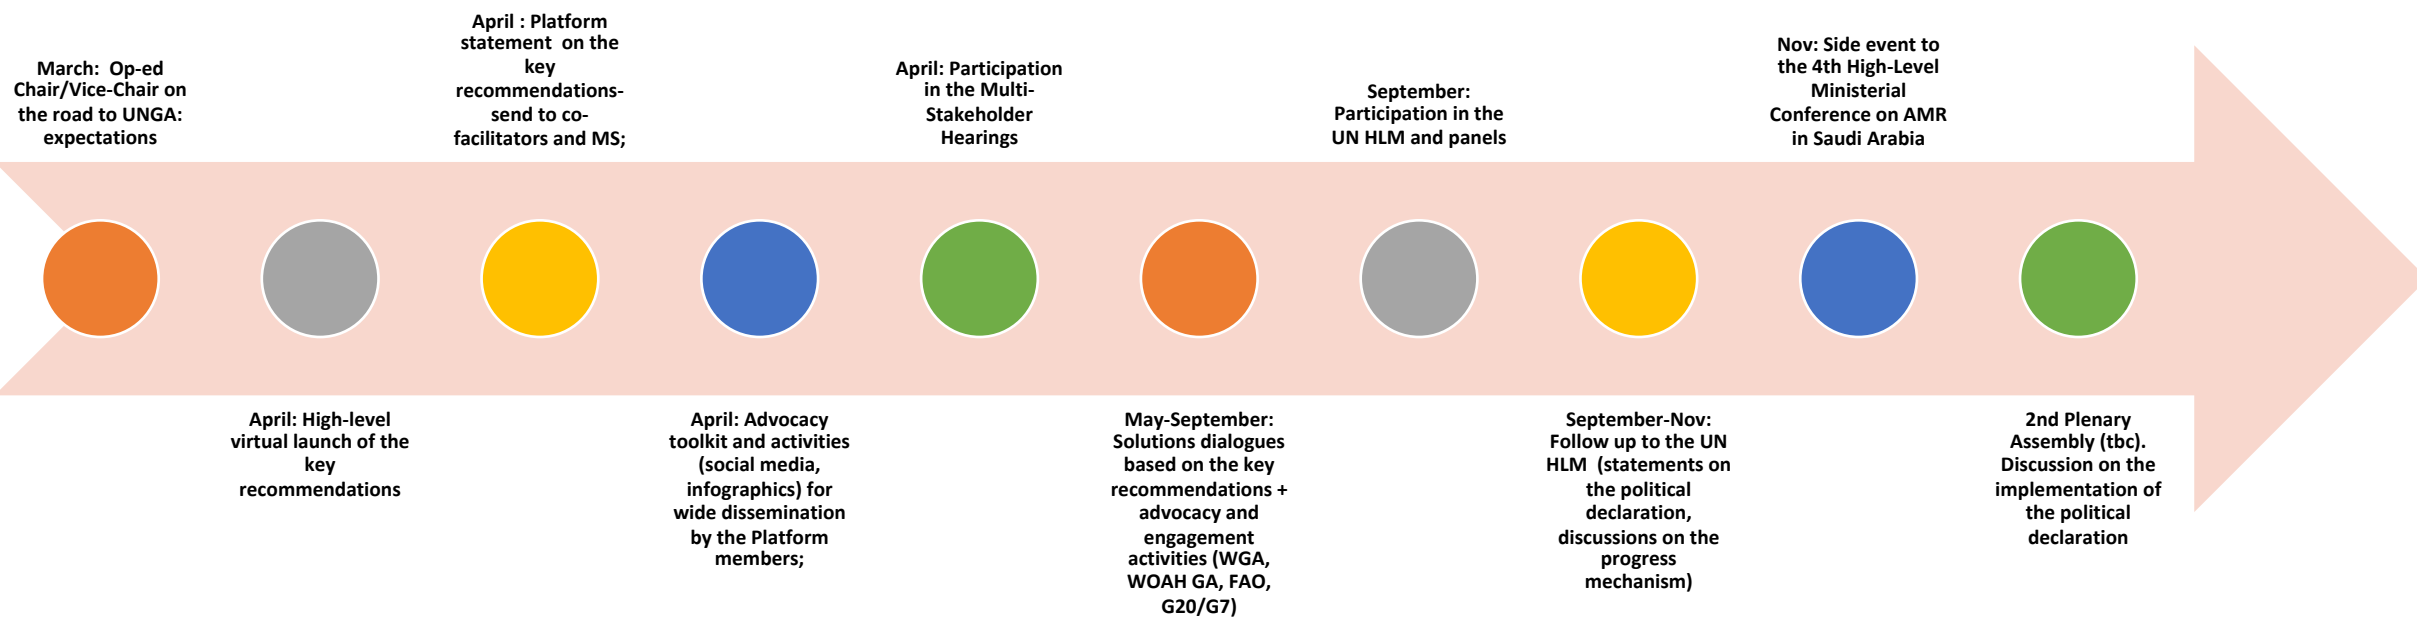 March: Op-ed
Chair/Vice-Chair on
the road to UNGA:
expectations
April: High-level
virtual launch of the
key
recommendations
April : Platform
statement on the
key
recommendations-
send to co-
facilitators and MS;
April: Advocacy
toolkit and activities
(social media,
infographics) for
wide dissemination
by the Platform
members;
April: Participation
in the Multi-
Stakeholder
Hearings
May-September:
Solutions dialogues
based on the key
recommendations +
advocacy and
engagement
activities (WGA,
WOAH GA, FAO,
G20/G7)
September:
Participation in the
UN HLM and panels
September-Nov:
Follow up to the UN
HLM (statements on
the political
declaration,
discussions on the
progress
mechanism)
Nov: Side event to
the 4th High-Level
Ministerial
Conference on AMR
in Saudi Arabia
2nd Plenary
Assembly (tbc).
Discussion on the
implementation of
the political
declaration